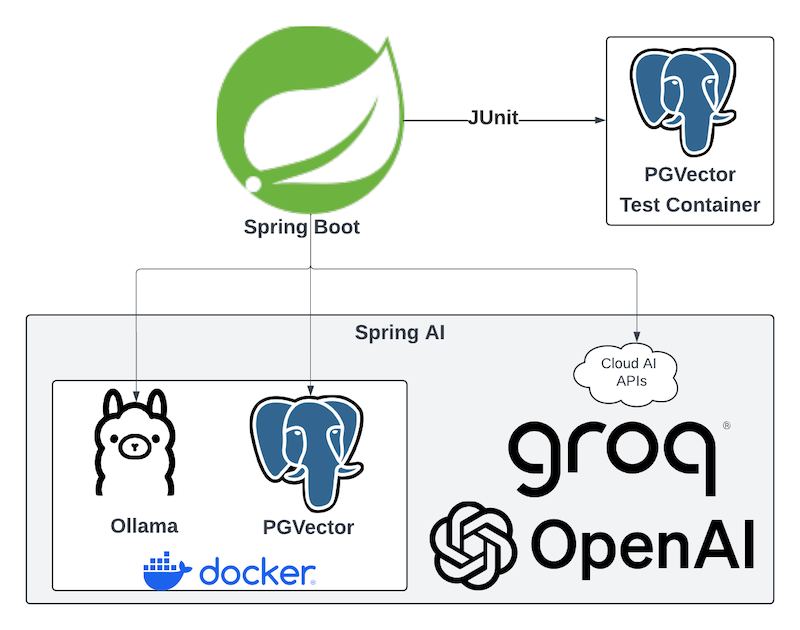 JUnit
PGVector
Test Container
Spring Boot
Spring AI
Cloud AI
APIs
groq®
Ollama
PGVector
OpenAI
docker®